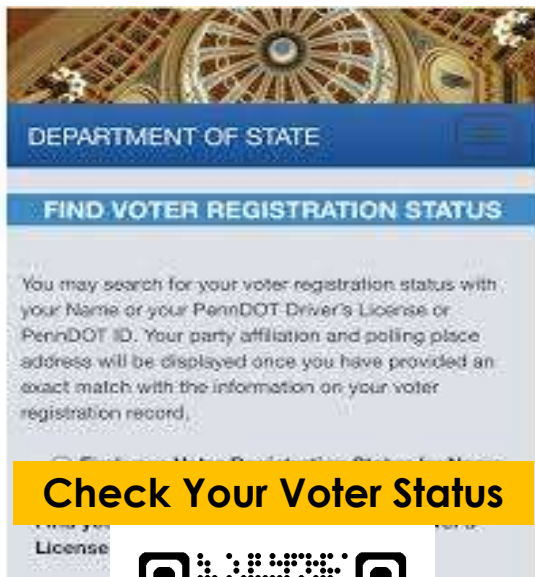 DEPARTMENT OF STATE
FIND VOTER REGISTRATION STATUS
You may search for your voter registration status with
your Name or your PennDOT Driver's License or
PennDOT ID. Your party affiliation and polling place
address will be displayed once you have provided an
exact match with the information on your voter
registration record.
Check Your Voter Status
License